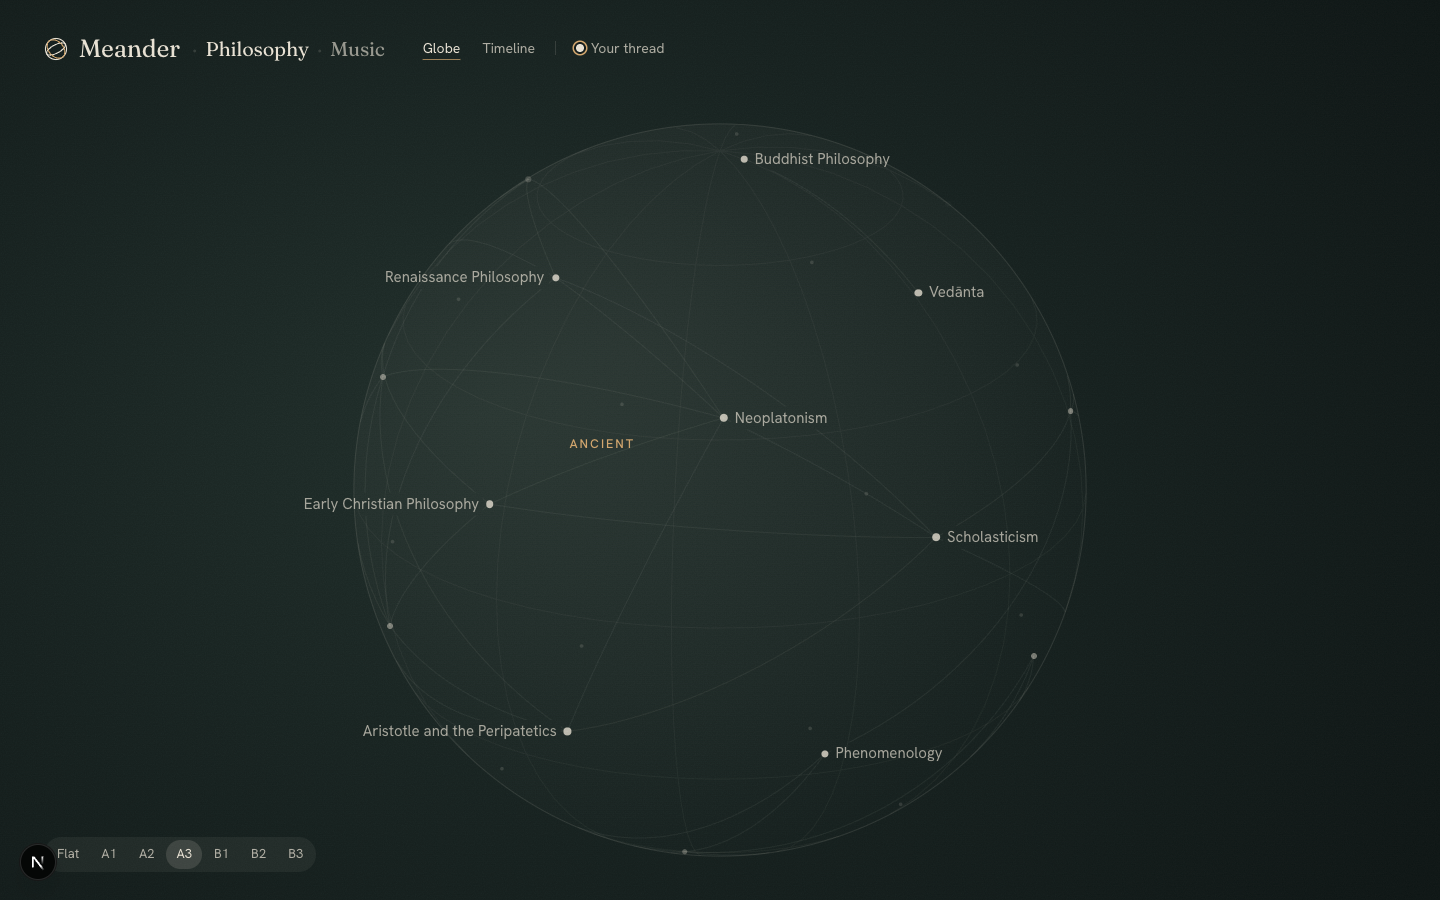 Meander · Philosophy · Music
Globe Timeline Your thread
Buddhist Philosophy
Renaissance Philosophy
Vedānta
Neoplatonism
ANCIENT
Early Christian Philosophy
Scholasticism
Aristotle and the Peripatetics
Phenomenology
N Flat A1 A2 A3 B1 B2 B3